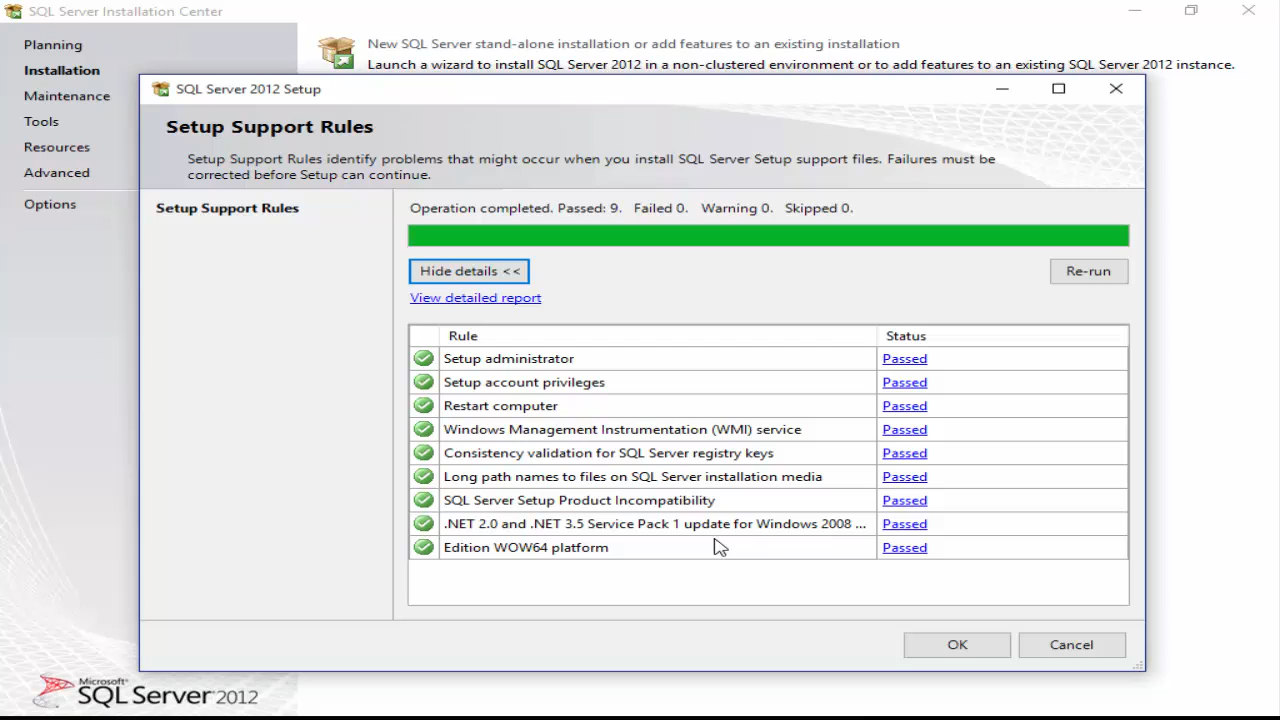 SQL Server Installation Center
Planning
Installation
Maintenance
Tools
Resources
Advanced
Options
New SQL Server stand-alone installation or add features to an existing installation
Launch a wizard to install SQL Server 2012 in a non-clustered environment or to add features to an existing SQL Server 2012 instance.
SQL Server 2012 Setup
Setup Support Rules
Setup Support Rules identify problems that might occur when you install SQL Server Setup support files. Failures must be
corrected before Setup can continue.
Setup Support Rules
Operation completed. Passed: 9. Failed 0. Warning 0. Skipped 0.
Hide details <<
Re-run
View detailed report
Rule Status
Setup administrator Passed
Setup account privileges Passed
Restart computer Passed
Windows Management Instrumentation (WMI) service Passed
Consistency validation for SQL Server registry keys Passed
Long path names to files on SQL Server installation media Passed
SQL Server Setup Product Incompatibility Passed
.NET 2.0 and .NET 3.5 Service Pack 1 update for Windows 2008 ... Passed
Edition WOW64 platform Passed
OK Cancel
Microsoft®
SQL Server 2012